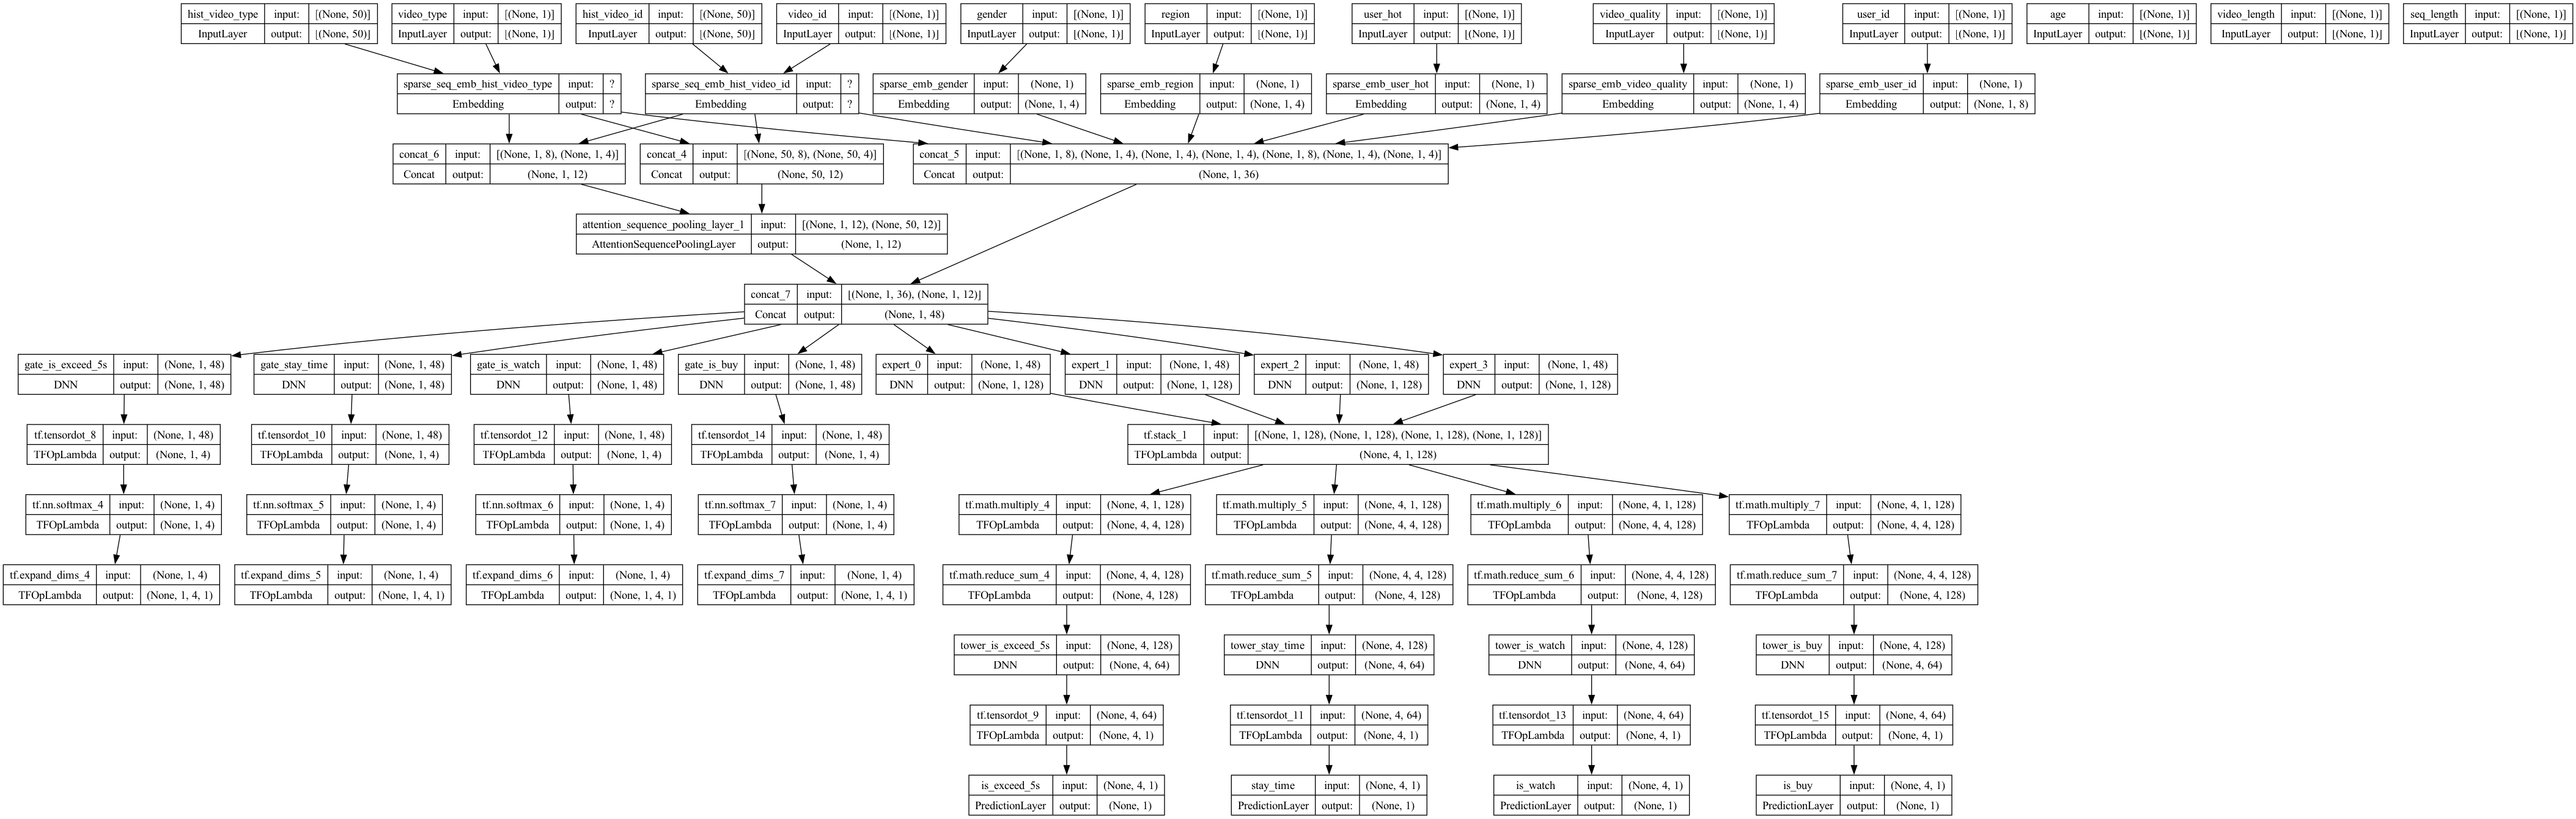 hist_video_type input: [(None, 50)]
InputLayer output: [(None, 50)]
video_type input: [(None, 1)]
InputLayer output: [(None, 1)]
hist_video_id input: [(None, 50)]
InputLayer output: [(None, 50)]
video_id input: [(None, 1)]
InputLayer output: [(None, 1)]
gender input: [(None, 1)]
InputLayer output: [(None, 1)]
region input: [(None, 1)]
InputLayer output: [(None, 1)]
user_hot input: [(None, 1)]
InputLayer output: [(None, 1)]
video_quality input: [(None, 1)]
InputLayer output: [(None, 1)]
user_id input: [(None, 1)]
InputLayer output: [(None, 1)]
age input: [(None, 1)]
InputLayer output: [(None, 1)]
video_length input: [(None, 1)]
InputLayer output: [(None, 1)]
seq_length input: [(None, 1)]
InputLayer output: [(None, 1)]
sparse_seq_emb_hist_video_type input: ?
Embedding output: ?
sparse_seq_emb_hist_video_id input: ?
Embedding output: ?
sparse_emb_gender input: (None, 1)
Embedding output: (None, 1, 4)
sparse_emb_region input: (None, 1)
Embedding output: (None, 1, 4)
sparse_emb_user_hot input: (None, 1)
Embedding output: (None, 1, 4)
sparse_emb_video_quality input: (None, 1)
Embedding output: (None, 1, 4)
sparse_emb_user_id input: (None, 1)
Embedding output: (None, 1, 8)
concat_6 input: [(None, 1, 8), (None, 1, 4)]
Concat output: (None, 1, 12)
concat_4 input: [(None, 50, 8), (None, 50, 4)]
Concat output: (None, 50, 12)
concat_5 input: [(None, 1, 8), (None, 1, 4), (None, 1, 4), (None, 1, 4), (None, 1, 8), (None, 1, 4), (None, 1, 4)]
Concat output: (None, 1, 36)
attention_sequence_pooling_layer_1 input: [(None, 1, 12), (None, 50, 12)]
AttentionSequencePoolingLayer output: (None, 1, 12)
concat_7 input: [(None, 1, 36), (None, 1, 12)]
Concat output: (None, 1, 48)
gate_is_exceed_5s input: (None, 1, 48)
DNN output: (None, 1, 48)
gate_stay_time input: (None, 1, 48)
DNN output: (None, 1, 48)
gate_is_watch input: (None, 1, 48)
DNN output: (None, 1, 48)
gate_is_buy input: (None, 1, 48)
DNN output: (None, 1, 48)
expert_0 input: (None, 1, 48)
DNN output: (None, 1, 128)
expert_1 input: (None, 1, 48)
DNN output: (None, 1, 128)
expert_2 input: (None, 1, 48)
DNN output: (None, 1, 128)
expert_3 input: (None, 1, 48)
DNN output: (None, 1, 128)
tf.tensordot_8 input: (None, 1, 48)
TFOpLambda output: (None, 1, 4)
tf.tensordot_10 input: (None, 1, 48)
TFOpLambda output: (None, 1, 4)
tf.tensordot_12 input: (None, 1, 48)
TFOpLambda output: (None, 1, 4)
tf.tensordot_14 input: (None, 1, 48)
TFOpLambda output: (None, 1, 4)
tf.stack_1 input: [(None, 1, 128), (None, 1, 128), (None, 1, 128), (None, 1, 128)]
TFOpLambda output: (None, 4, 1, 128)
tf.nn.softmax_4 input: (None, 1, 4)
TFOpLambda output: (None, 1, 4)
tf.nn.softmax_5 input: (None, 1, 4)
TFOpLambda output: (None, 1, 4)
tf.nn.softmax_6 input: (None, 1, 4)
TFOpLambda output: (None, 1, 4)
tf.nn.softmax_7 input: (None, 1, 4)
TFOpLambda output: (None, 1, 4)
tf.math.multiply_4 input: (None, 4, 1, 128)
TFOpLambda output: (None, 4, 4, 128)
tf.math.multiply_5 input: (None, 4, 1, 128)
TFOpLambda output: (None, 4, 4, 128)
tf.math.multiply_6 input: (None, 4, 1, 128)
TFOpLambda output: (None, 4, 4, 128)
tf.math.multiply_7 input: (None, 4, 1, 128)
TFOpLambda output: (None, 4, 4, 128)
tf.expand_dims_4 input: (None, 1, 4)
TFOpLambda output: (None, 1, 4, 1)
tf.expand_dims_5 input: (None, 1, 4)
TFOpLambda output: (None, 1, 4, 1)
tf.expand_dims_6 input: (None, 1, 4)
TFOpLambda output: (None, 1, 4, 1)
tf.expand_dims_7 input: (None, 1, 4)
TFOpLambda output: (None, 1, 4, 1)
tf.math.reduce_sum_4 input: (None, 4, 4, 128)
TFOpLambda output: (None, 4, 128)
tf.math.reduce_sum_5 input: (None, 4, 4, 128)
TFOpLambda output: (None, 4, 128)
tf.math.reduce_sum_6 input: (None, 4, 4, 128)
TFOpLambda output: (None, 4, 128)
tf.math.reduce_sum_7 input: (None, 4, 4, 128)
TFOpLambda output: (None, 4, 128)
tower_is_exceed_5s input: (None, 4, 128)
DNN output: (None, 4, 64)
tower_stay_time input: (None, 4, 128)
DNN output: (None, 4, 64)
tower_is_watch input: (None, 4, 128)
DNN output: (None, 4, 64)
tower_is_buy input: (None, 4, 128)
DNN output: (None, 4, 64)
tf.tensordot_9 input: (None, 4, 64)
TFOpLambda output: (None, 4, 1)
tf.tensordot_11 input: (None, 4, 64)
TFOpLambda output: (None, 4, 1)
tf.tensordot_13 input: (None, 4, 64)
TFOpLambda output: (None, 4, 1)
tf.tensordot_15 input: (None, 4, 64)
TFOpLambda output: (None, 4, 1)
is_exceed_5s input: (None, 4, 1)
PredictionLayer output: (None, 1)
stay_time input: (None, 4, 1)
PredictionLayer output: (None, 1)
is_watch input: (None, 4, 1)
PredictionLayer output: (None, 1)
is_buy input: (None, 4, 1)
PredictionLayer output: (None, 1)